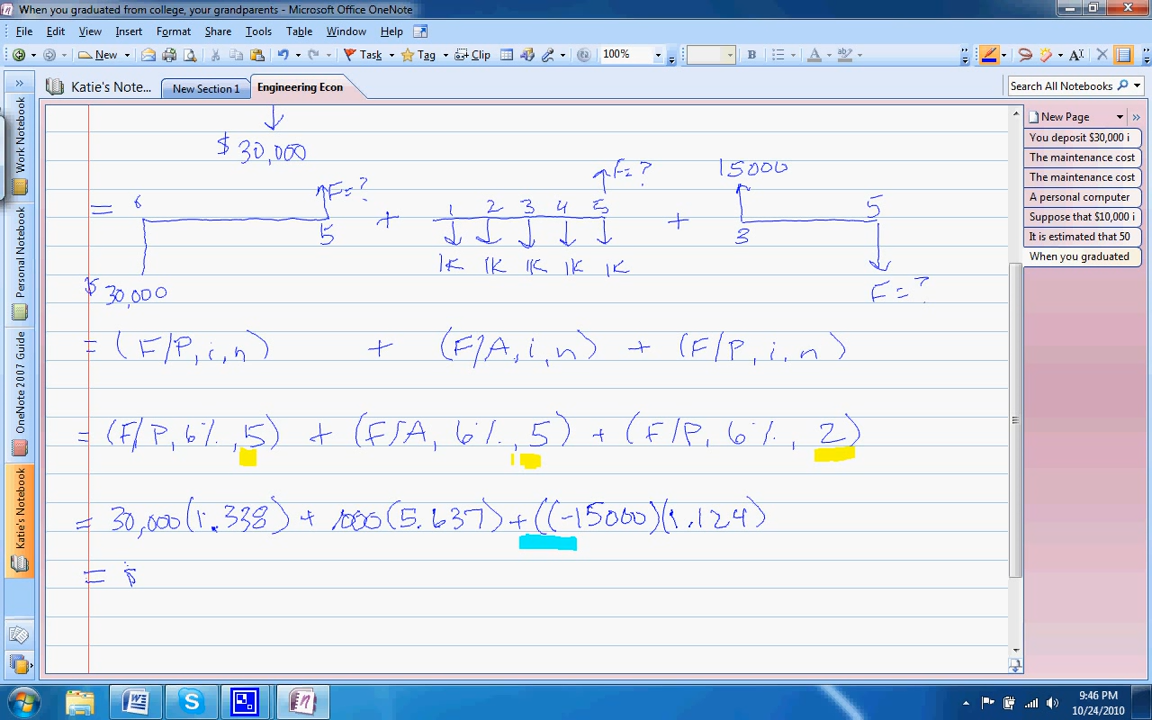 When you graduated from college, your grandparents - Microsoft Office OneNote
File Edit View Insert Format Share Tools Table Window Help
New Task Tag Clip 100% B A ab
Katie's Note... New Section 1 Engineering Econ Search All Notebooks
New Page
You deposit $30,000 i
The maintenance cost
The maintenance cost
A personal computer
Suppose that $10,000 i
It is estimated that 50
When you graduated
Work Notebook
Personal Notebook
OneNote 2007 Guide
Katie's Notebook
$ 30,000
F=? F=? 15000
= 6 5 + 1 2 3 4 5 + 3 5
1K 1K 1K 1K 1K
$ 30,000 F=?
= (F/P, i, n) + (F/A, i, n) + (F/P, i, n)
= (F/P, 6%, 5) + (F/A, 6%, 5) + (F/P, 6%, 2)
= 30,000(1.338) + 1000(5.637) + ((-15000)(1.124)
=
9:46 PM
10/24/2010